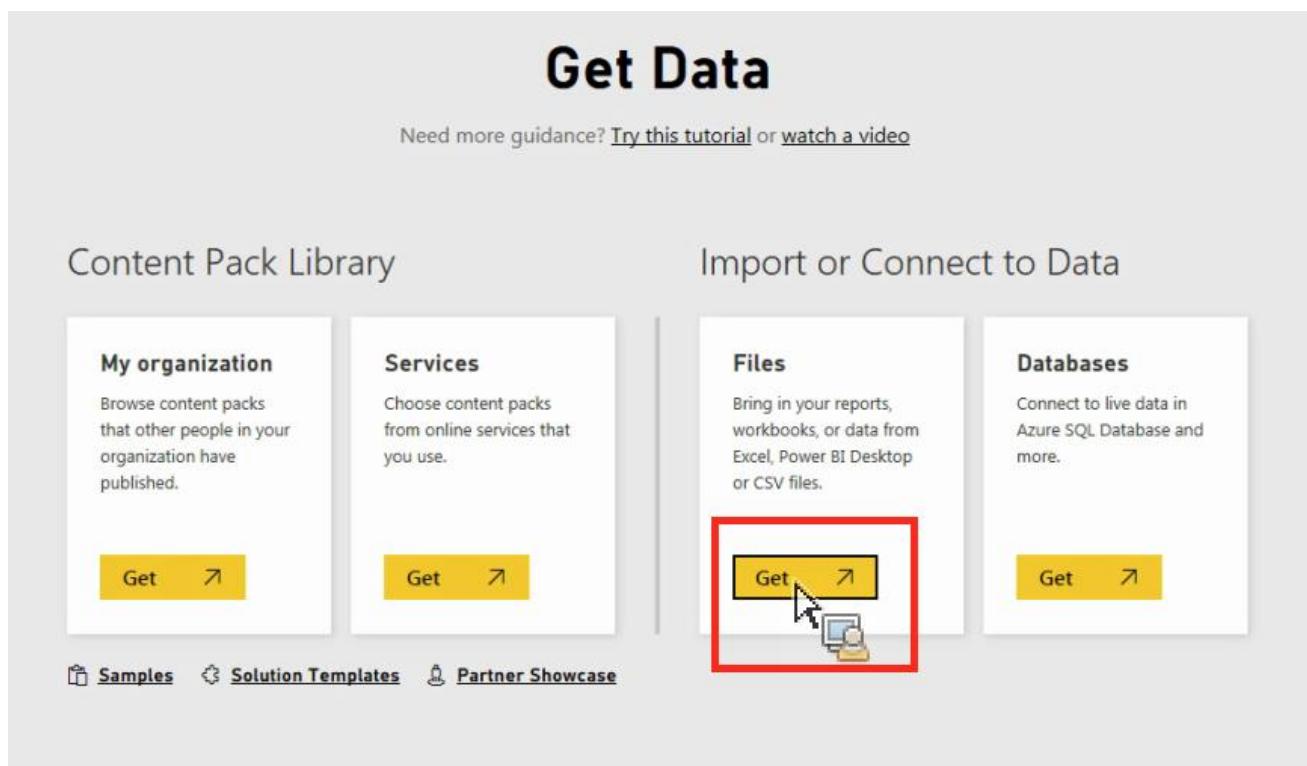 Get Data
Need more guidance? Try this tutorial or watch a video
Content Pack Library
My organization
Browse content packs
that other people in your
organization have
published.
Get
Services
Choose content packs
from online services that
you use.
Get
Samples
Solution Templates
Partner Showcase
Import or Connect to Data
Files
Bring in your reports,
workbooks, or data from
Excel, Power BI Desktop
or CSV files.
Get
Databases
Connect to live data in
Azure SQL Database and
more.
Get